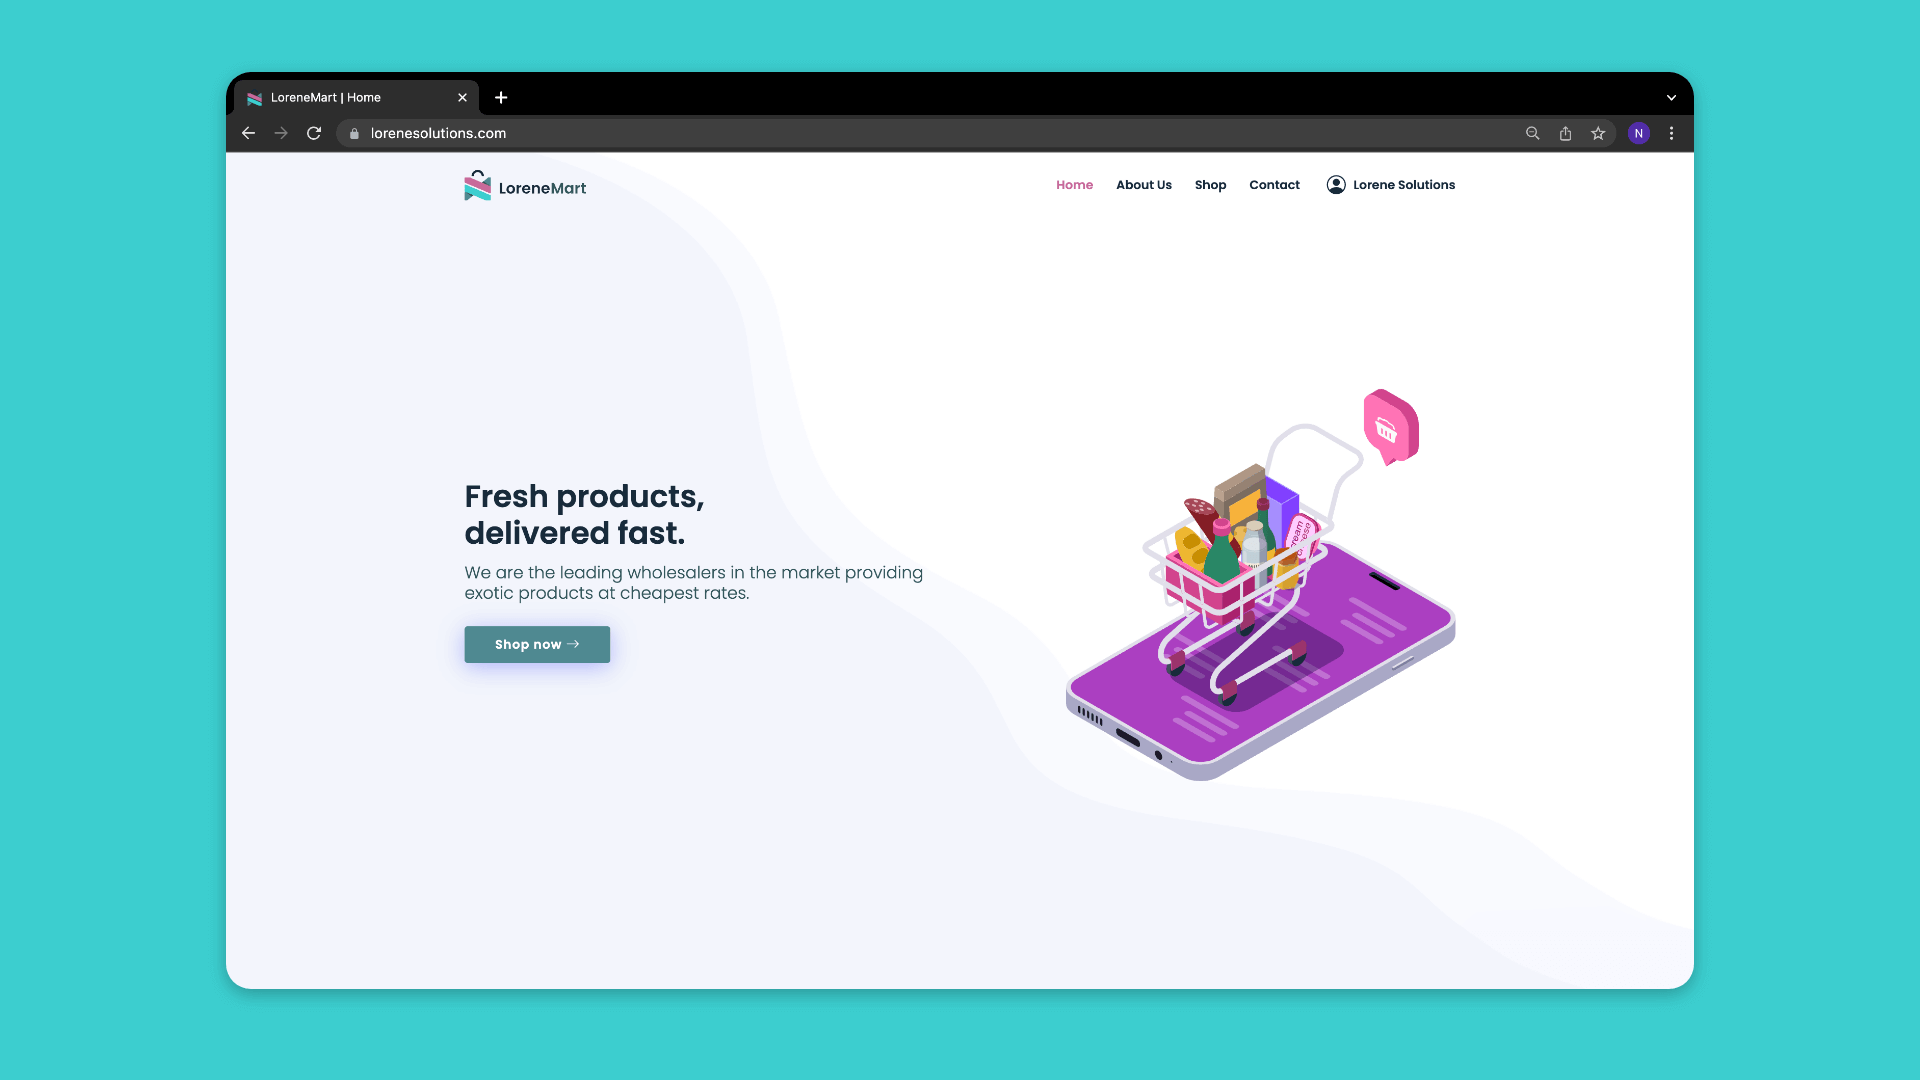 LoreneMart | Home
lorenesolutions.com
N
LoreneMart
Home About Us Shop Contact Lorene Solutions
Fresh products,
delivered fast.
We are the leading wholesalers in the market providing
exotic products at cheapest rates.
Shop now →